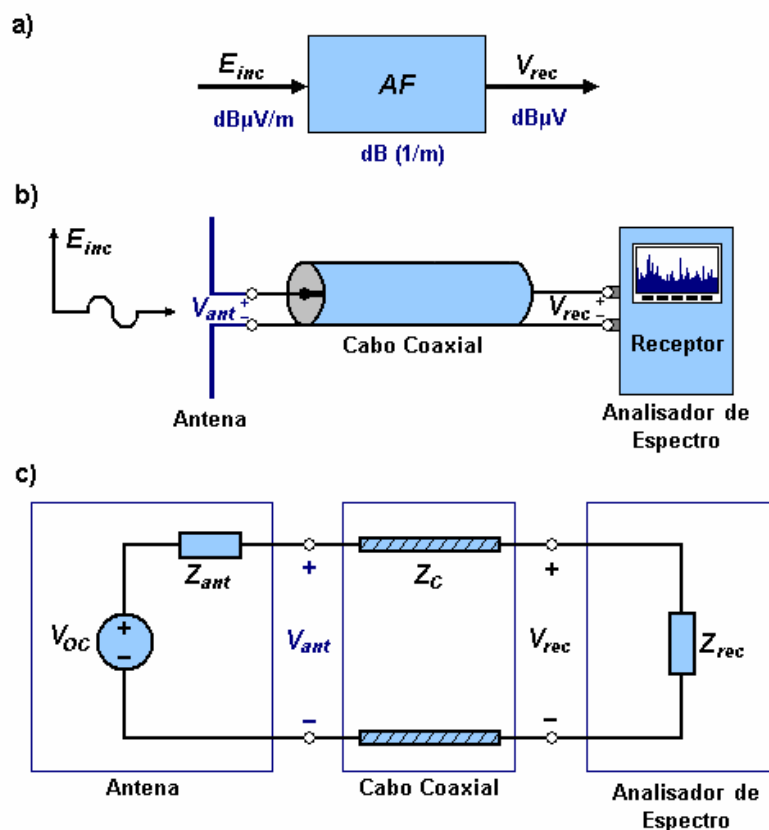 a)
E_inc
AF
V_rec
dBµV/m
dBµV
dB (1/m)
b)
E_inc
V_ant
+
−
V_rec
+
−
Cabo Coaxial
Receptor
Antena
Analisador de
Espectro
c)
Z_ant
+
Z_C
+
V_OC
+
−
V_ant
V_rec
Z_rec
−
−
Antena
Cabo Coaxial
Analisador de
Espectro